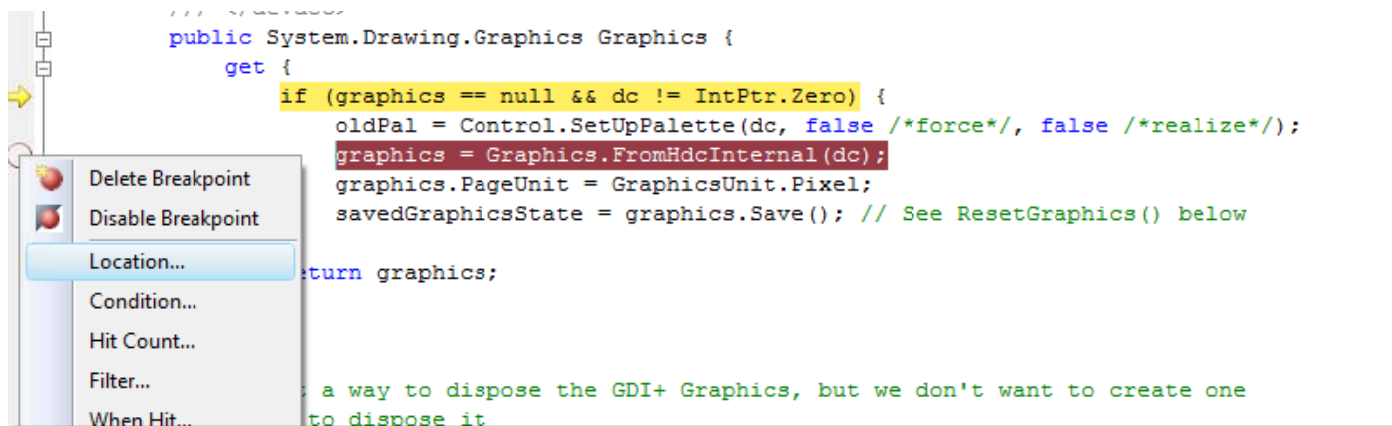 public System.Drawing.Graphics Graphics {
get {
if (graphics == null && dc != IntPtr.Zero) {
oldPal = Control.SetUpPalette(dc, false /*force*/, false /*realize*/);
graphics = Graphics.FromHdcInternal(dc);
graphics.PageUnit = GraphicsUnit.Pixel;
savedGraphicsState = graphics.Save(); // See ResetGraphics() below
graphics;
a way to dispose the GDI+ Graphics, but we don't want to create one
to dispose it
Delete Breakpoint
Disable Breakpoint
Location...
Condition...
Hit Count...
Filter...
When Hit...